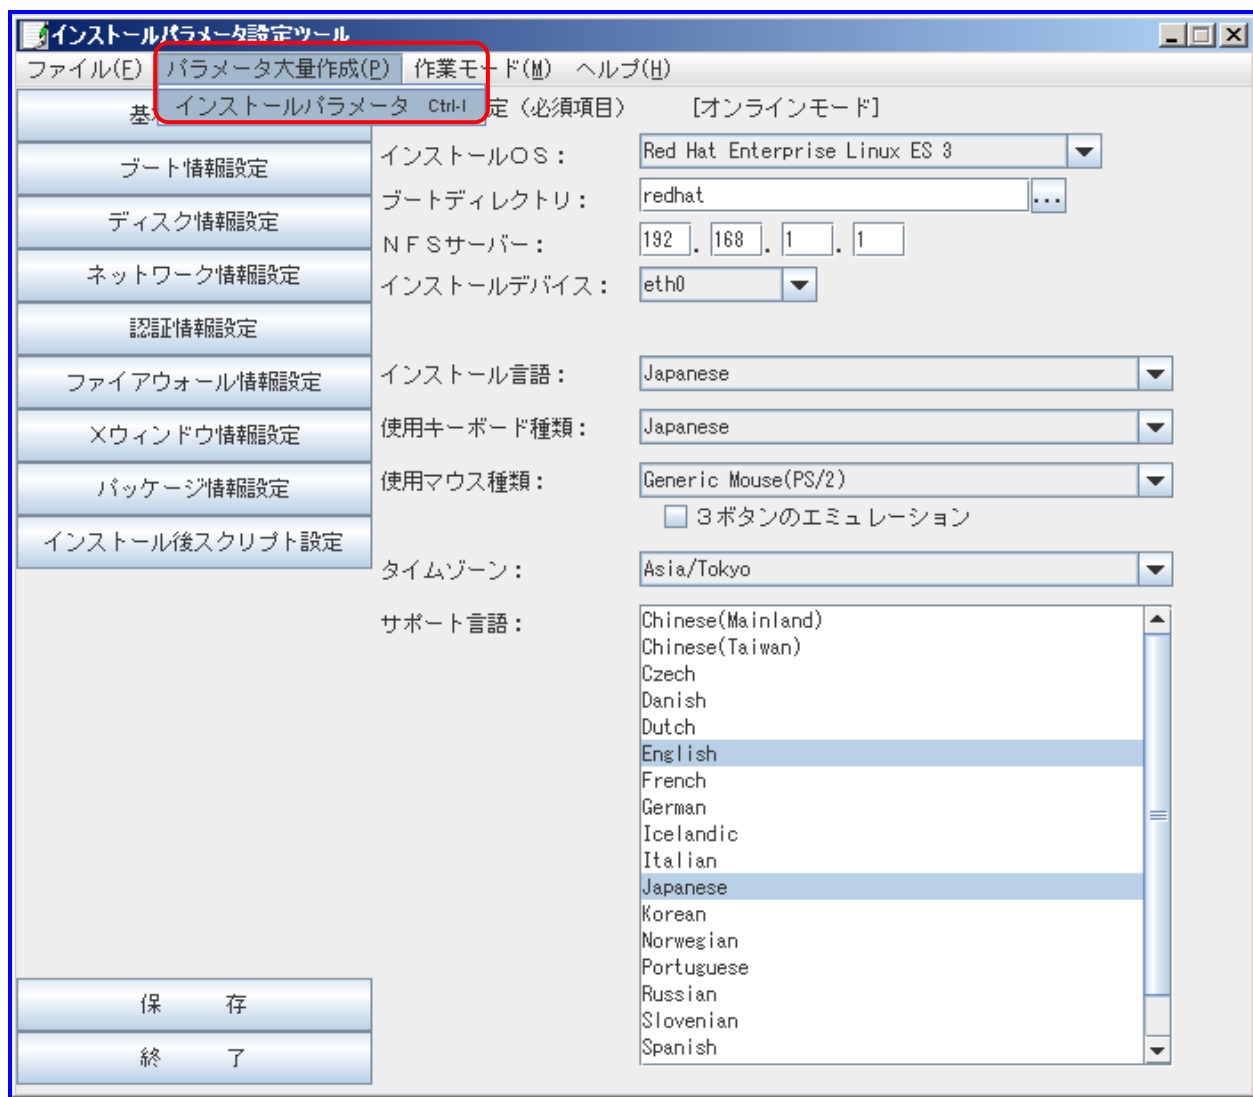 インストールパラメータ設定ツール
ファイル(F) パラメータ大量作成(P) 作業モード(M) ヘルプ(H)
インストールパラメータ Ctrl-I
基 定（必須項目） [オンラインモード]
ブート情報設定
ディスク情報設定
ネットワーク情報設定
認証情報設定
ファイアウォール情報設定
Xウィンドウ情報設定
パッケージ情報設定
インストール後スクリプト設定
保 存
終 了
インストールＯＳ： Red Hat Enterprise Linux ES 3
ブートディレクトリ： redhat ...
ＮＦＳサーバー： 192 . 168 . 1 . 1
インストールデバイス： eth0
インストール言語： Japanese
使用キーボード種類： Japanese
使用マウス種類： Generic Mouse(PS/2)
３ボタンのエミュレーション
タイムゾーン： Asia/Tokyo
サポート言語：
Chinese(Mainland)
Chinese(Taiwan)
Czech
Danish
Dutch
English
French
German
Icelandic
Italian
Japanese
Korean
Norwegian
Portuguese
Russian
Slovenian
Spanish